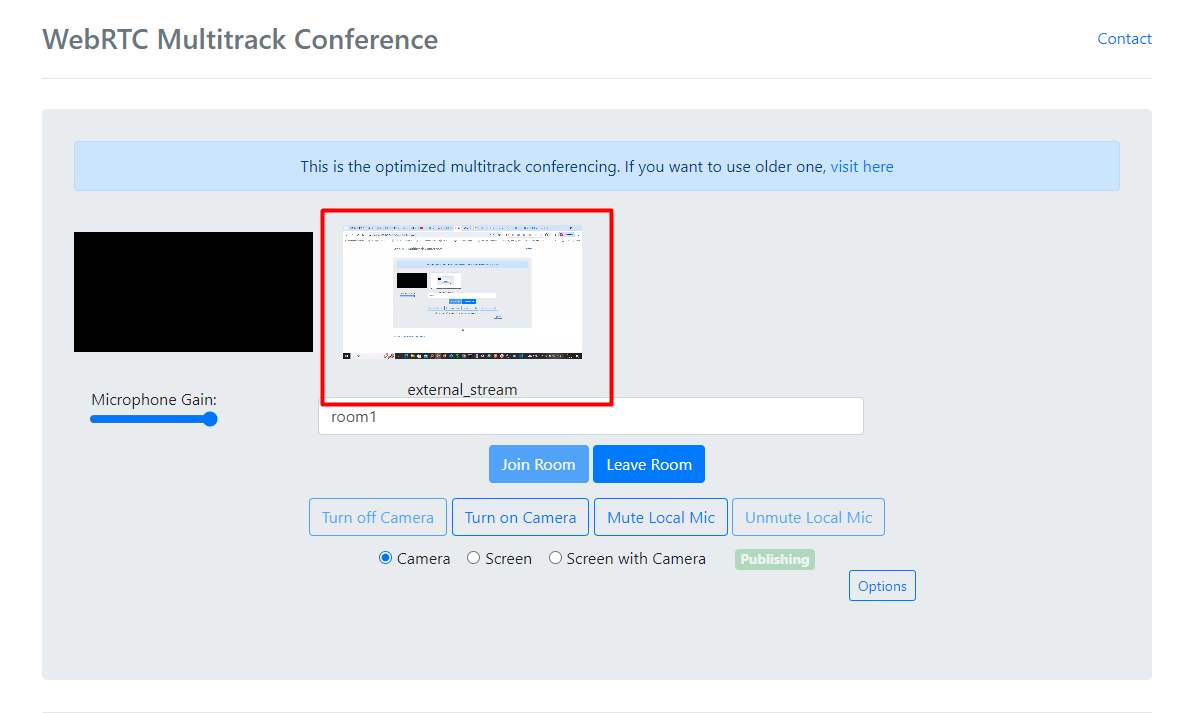 WebRTC Multitrack Conference
Contact
This is the optimized multitrack conferencing. If you want to use older one, visit here
external_stream
Microphone Gain:
room1
Join Room
Leave Room
Turn off Camera
Turn on Camera
Mute Local Mic
Unmute Local Mic
Camera
Screen
Screen with Camera
Publishing
Options